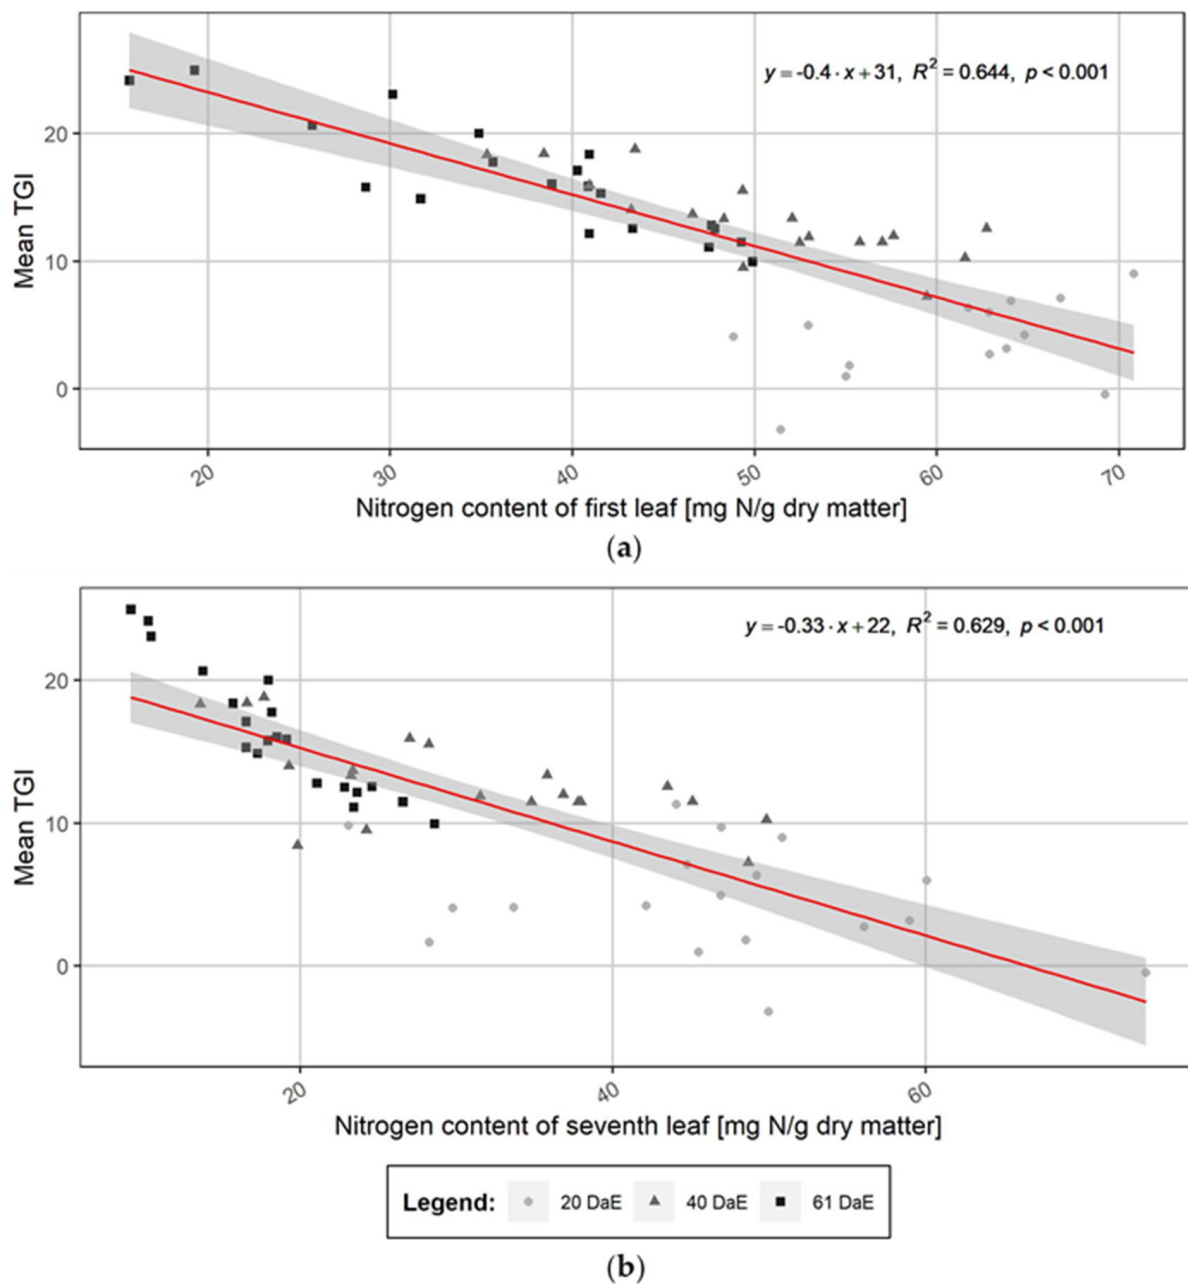 y = -0.4 · x + 31, R² = 0.644, p < 0.001
20
10
0
Mean TGI
20 30 40 50 60 70
Nitrogen content of first leaf [mg N/g dry matter]
(a)
y = -0.33 · x + 22, R² = 0.629, p < 0.001
20
10
0
Mean TGI
20 40 60
Nitrogen content of seventh leaf [mg N/g dry matter]
Legend: 20 DaE 40 DaE 61 DaE
(b)